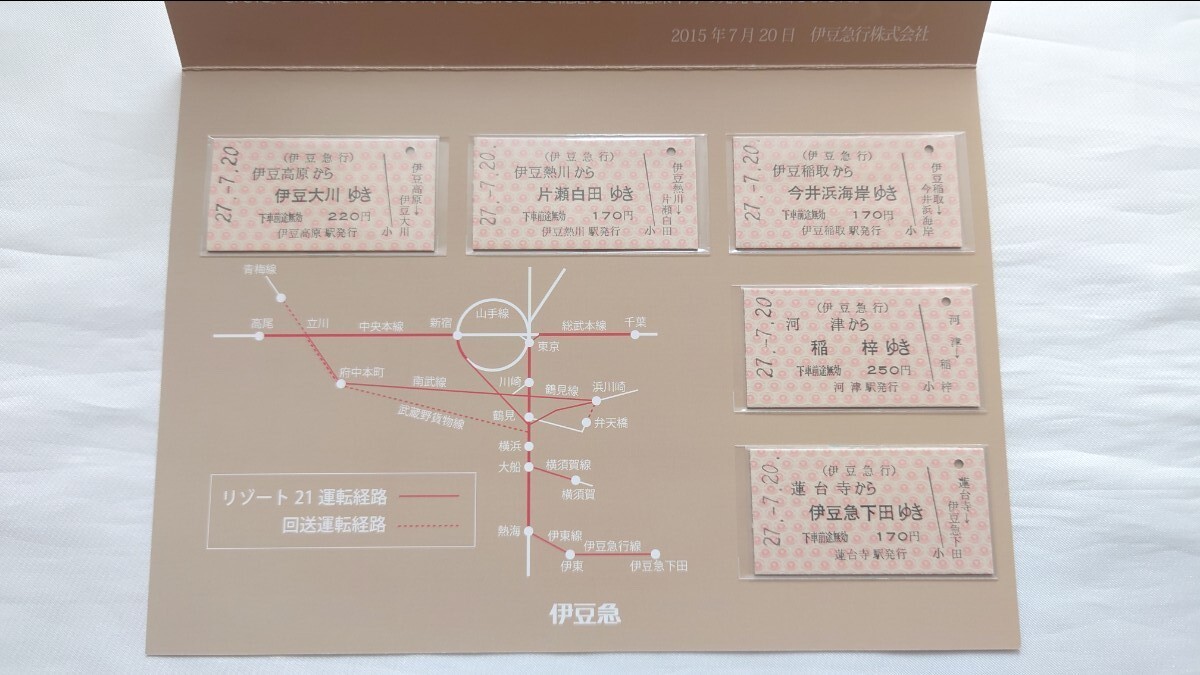 2015年7月20日　伊豆急行株式会社
27.-7.20
（伊豆急行）
伊豆高原から
伊豆大川 ゆき
下車前途無効　220円
伊豆高原 駅発行
伊豆高原→伊豆大川
小
27.-7.20.
（伊豆急行）
伊豆熱川から
片瀬白田 ゆき
下車前途無効　170円
伊豆熱川 駅発行
伊豆熱川→片瀬白田
小
27.-7.20.
（伊豆急行）
伊豆稲取から
今井浜海岸 ゆき
下車前途無効　170円
伊豆稲取 駅発行
伊豆稲取→今井浜海岸
小
27.-7.20
（伊豆急行）
河　津から
稲　梓 ゆき
下車前途無効　250円
河 津 駅発行
河津→稲梓
小
27.-7.20.
（伊豆急行）
蓮台寺から
伊豆急下田ゆき
下車前途無効　170円
蓮台寺 駅発行
蓮台寺→伊豆急下田
小
青梅線
高尾
立川
中央本線
新宿
山手線
総武本線
千葉
東京
府中本町
南武線
川崎
鶴見線
浜川崎
武蔵野貨物線
鶴見
弁天橋
横浜
大船
横須賀線
横須賀
熱海
伊東線
伊豆急行線
伊東
伊豆急下田
リゾート21運転経路
回送運転経路
伊豆急